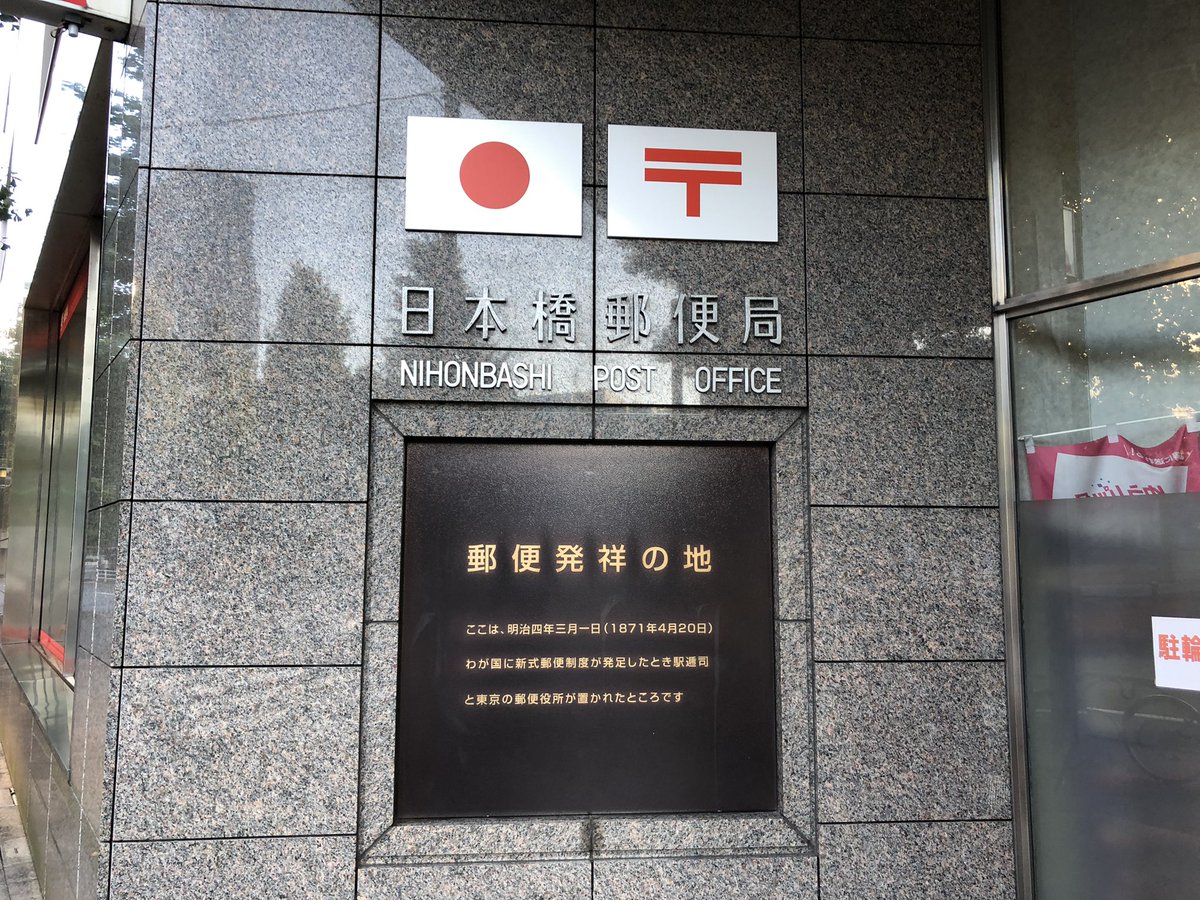 〒
日本橋郵便局
NIHONBASHI POST OFFICE
郵便発祥の地
ここは、明治四年三月一日(1871年4月20日)
わが国に新式郵便制度が発足したとき駅逓司
と東京の郵便役所が置かれたところです
駐輪